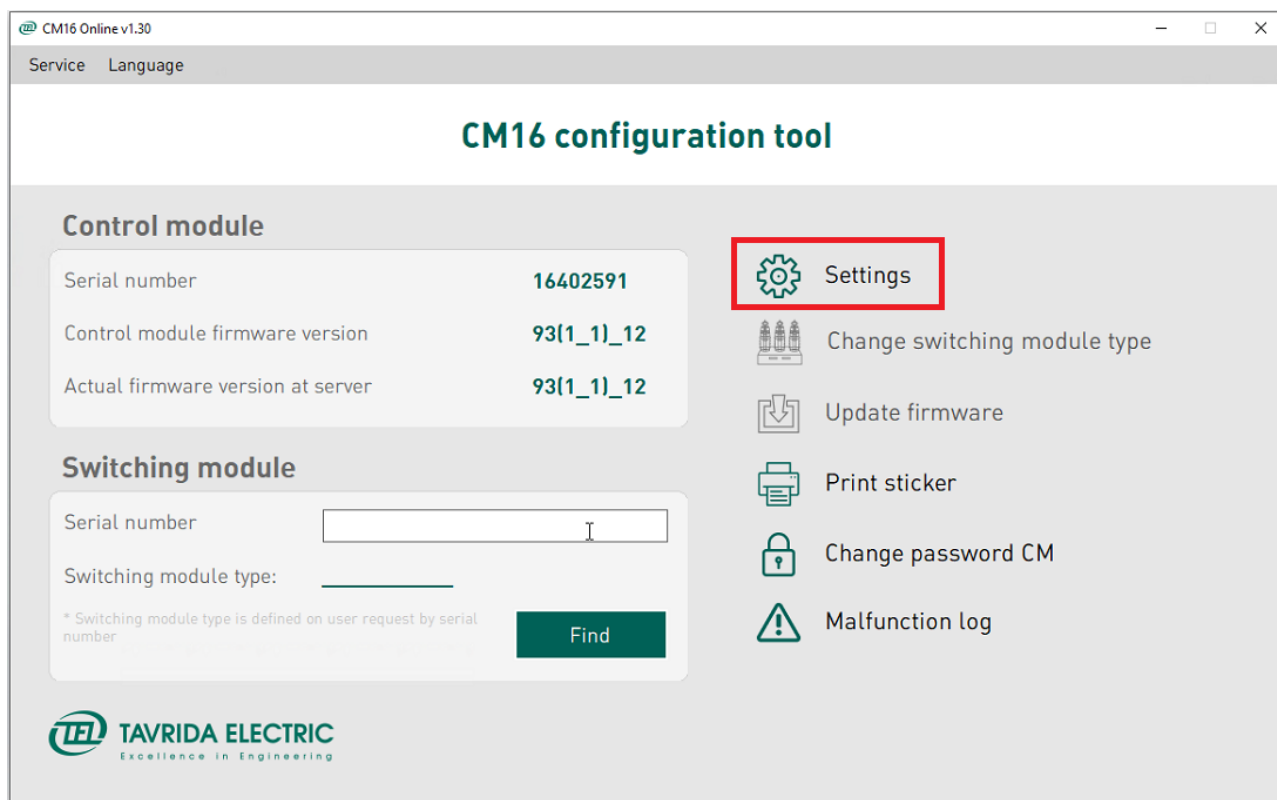 CM16 Online v1.30
Service Language
CM16 configuration tool
Control module
Serial number 16402591
Control module firmware version 93(1_1)_12
Actual firmware version at server 93(1_1)_12
Switching module
Serial number
Switching module type:
* Switching module type is defined on user request by serial
number
Find
Settings
Change switching module type
Update firmware
Print sticker
Change password CM
Malfunction log
TEL TAVRIDA ELECTRIC
Excellence in Engineering